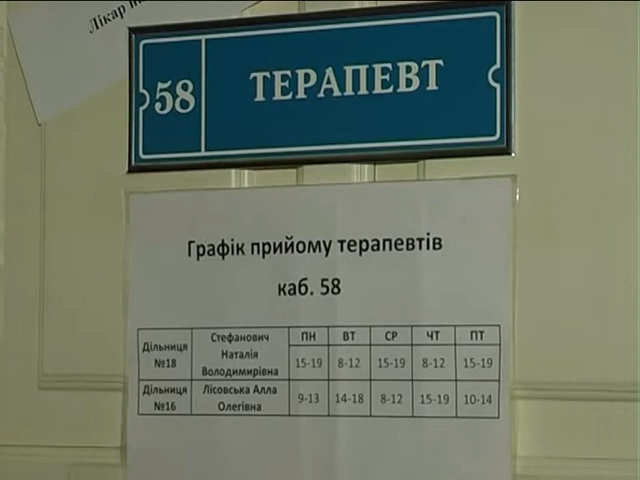 Лікар
58 ТЕРАПЕВТ
Графік прийому терапевтів
каб. 58
Дільниця №18 Стефанович Наталія Володимирівна ПН ВТ СР ЧТ ПТ
15-19 8-12 15-19 8-12 15-19
Дільниця №16 Лісовська Алла Олегівна 9-13 14-18 8-12 15-19 10-14